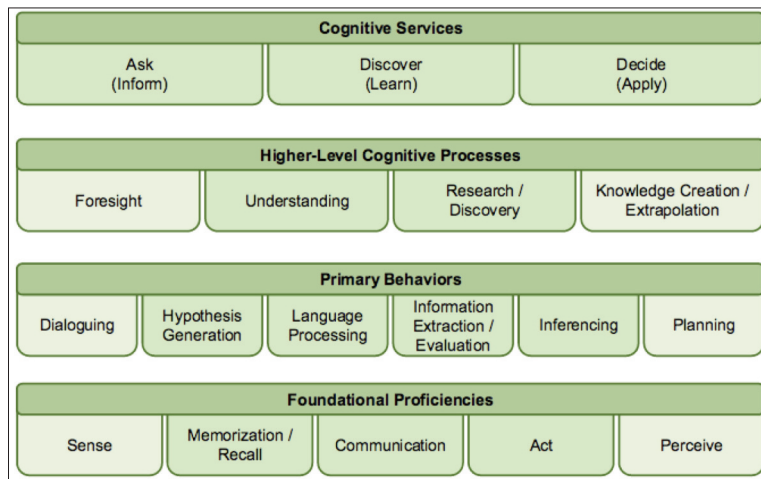 Cognitive Services
Ask
(Inform)
Discover
(Learn)
Decide
(Apply)
Higher-Level Cognitive Processes
Foresight
Understanding
Research /
Discovery
Knowledge Creation /
Extrapolation
Primary Behaviors
Dialoguing
Hypothesis
Generation
Language
Processing
Information
Extraction /
Evaluation
Inferencing
Planning
Foundational Proficiencies
Sense
Memorization /
Recall
Communication
Act
Perceive